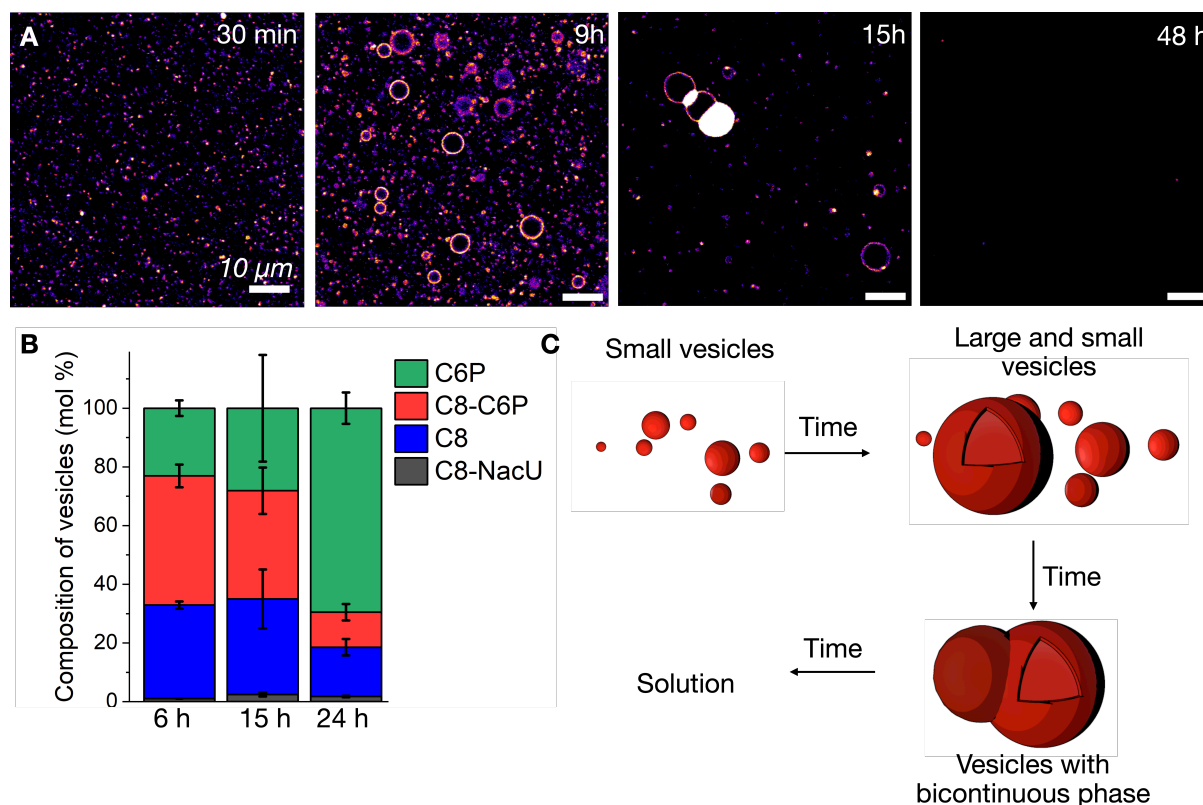 A
30 min
9h
15h
48 h
10 µm
B
Composition of vesicles (mol %)
100
80
60
40
20
0
6 h
15 h
24 h
C6P
C8-C6P
C8
C8-NacU
C
Small vesicles
Time
Large and small
vesicles
Time
Vesicles with
bicontinuous phase
Time
Solution